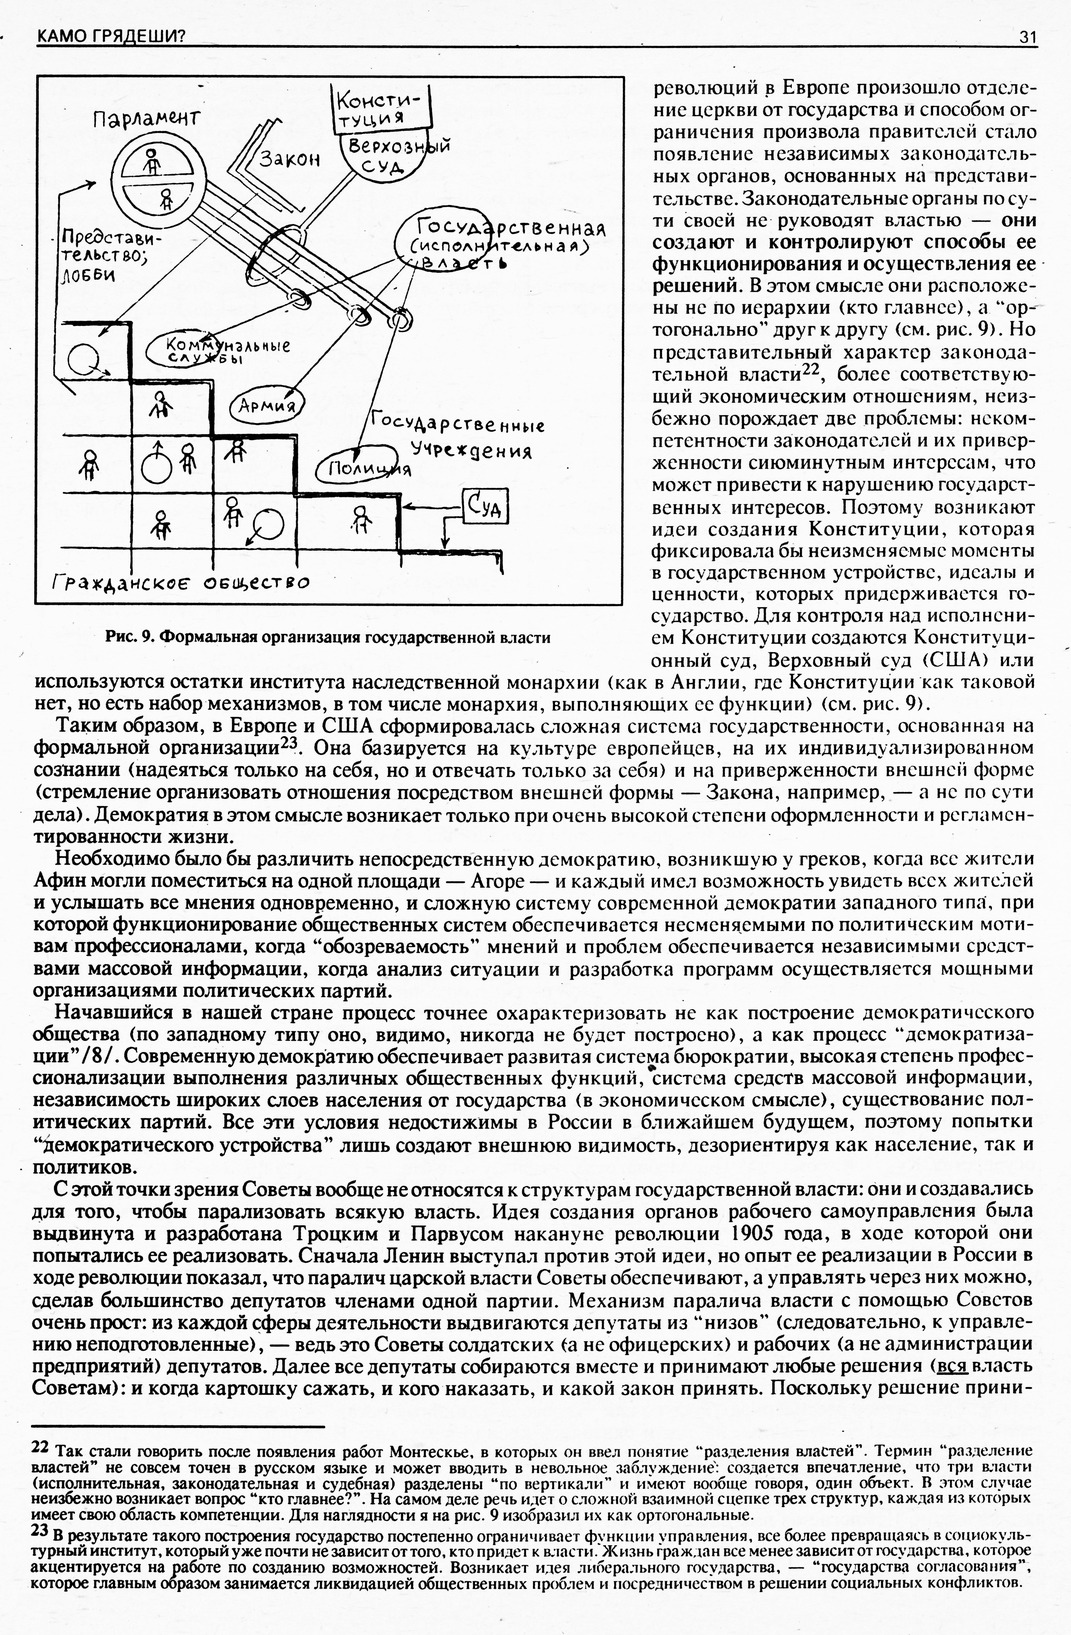 КАМО ГРЯДЕШИ?
31
Консти-
туция
Парламент
Верховный
суд
Закон
Государственная
(исполнительная)
власть
Представи-
тельство;
лобби
Коммунальные
службы
Армия
Государственные
учреждения
Полиция
Суд
Гражданское общество
Рис. 9. Формальная организация государственной власти
революций в Европе произошло отделе-
ние церкви от государства и способом ог-
раничения произвола правителей стало
появление независимых законодатель-
ных органов, основанных на представи-
тельстве. Законодательные органы по су-
ти своей не руководят властью — они
создают и контролируют способы ее
функционирования и осуществления ее
решений. В этом смысле они расположе-
ны не по иерархии (кто главнее), а “ор-
тогонально” друг к другу (см. рис. 9). Но
представительный характер законода-
тельной власти22, более соответствую-
щий экономическим отношениям, неиз-
бежно порождает две проблемы: неком-
петентности законодателей и их привер-
женности сиюминутным интересам, что
может привести к нарушению государст-
венных интересов. Поэтому возникают
идеи создания Конституции, которая
фиксировала бы неизменяемые моменты
в государственном устройстве, идеалы и
ценности, которых придерживается го-
сударство. Для контроля над исполнени-
ем Конституции создаются Конституци-
онный суд, Верховный суд (США) или
используются остатки института наследственной монархии (как в Англии, где Конституции как таковой
нет, но есть набор механизмов, в том числе монархия, выполняющих ее функции) (см. рис. 9).
Таким образом, в Европе и США сформировалась сложная система государственности, основанная на
формальной организации23. Она базируется на культуре европейцев, на их индивидуализированном
сознании (надеяться только на себя, но и отвечать только за себя) и на приверженности внешней форме
(стремление организовать отношения посредством внешней формы — Закона, например, — а не по сути
дела). Демократия в этом смысле возникает только при очень высокой степени оформленности и регламен-
тированности жизни.
Необходимо было бы различить непосредственную демократию, возникшую у греков, когда все жители
Афин могли поместиться на одной площади — Агоре — и каждый имел возможность увидеть всех жителей
и услышать все мнения одновременно, и сложную систему современной демократии западного типа, при
которой функционирование общественных систем обеспечивается несменяемыми по политическим моти-
вам профессионалами, когда “обозреваемость” мнений и проблем обеспечивается независимыми средст-
вами массовой информации, когда анализ ситуации и разработка программ осуществляется мощными
организациями политических партий.
Начавшийся в нашей стране процесс точнее охарактеризовать не как построение демократического
общества (по западному типу оно, видимо, никогда не будет построено), а как процесс “демократиза-
ции”/8/. Современную демократию обеспечивает развитая система бюрократии, высокая степень профес-
сионализации выполнения различных общественных функций, система средств массовой информации,
независимость широких слоев населения от государства (в экономическом смысле), существование пол-
итических партий. Все эти условия недостижимы в России в ближайшем будущем, поэтому попытки
“демократического устройства” лишь создают внешнюю видимость, дезориентируя как население, так и
политиков.
С этой точки зрения Советы вообще не относятся к структурам государственной власти: они и создавались
для того, чтобы парализовать всякую власть. Идея создания органов рабочего самоуправления была
выдвинута и разработана Троцким и Парвусом накануне революции 1905 года, в ходе которой они
попытались ее реализовать. Сначала Ленин выступал против этой идеи, но опыт ее реализации в России в
ходе революции показал, что паралич царской власти Советы обеспечивают, а управлять через них можно,
сделав большинство депутатов членами одной партии. Механизм паралича власти с помощью Советов
очень прост: из каждой сферы деятельности выдвигаются депутаты из “низов” (следовательно, к управле-
нию неподготовленные), — ведь это Советы солдатских (а не офицерских) и рабочих (а не администрации
предприятий) депутатов. Далее все депутаты собираются вместе и принимают любые решения (вся власть
Советам): и когда картошку сажать, и кого наказать, и какой закон принять. Поскольку решение прини-
22 Так стали говорить после появления работ Монтескье, в которых он ввел понятие “разделения властей”. Термин “разделение
властей” не совсем точен в русском языке и может вводить в невольное заблуждение: создается впечатление, что три власти
(исполнительная, законодательная и судебная) разделены “по вертикали” и имеют вообще говоря, один объект. В этом случае
неизбежно возникает вопрос “кто главнее?”. На самом деле речь идет о сложной взаимной сцепке трех структур, каждая из которых
имеет свою область компетенции. Для наглядности я на рис. 9 изобразил их как ортогональные.
23 В результате такого построения государство постепенно ограничивает функции управления, все более превращаясь в социокуль-
турный институт, который уже почти не зависит от того, кто придет к власти. Жизнь граждан все менее зависит от государства, которое
акцентируется на работе по созданию возможностей. Возникает идея либерального государства, — “государства согласования”,
которое главным образом занимается ликвидацией общественных проблем и посредничеством в решении социальных конфликтов.